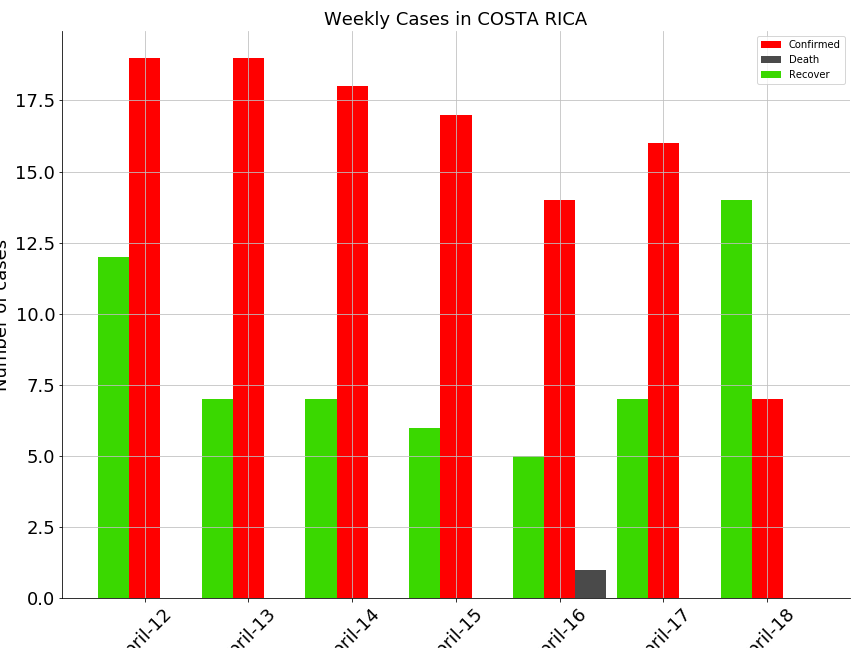 Weekly Cases in COSTA RICA
Confirmed
Death
Recover
17.5
15.0
12.5
10.0
7.5
5.0
2.5
0.0
Number of cases
pril-12
pril-13
pril-14
pril-15
pril-16
pril-17
pril-18